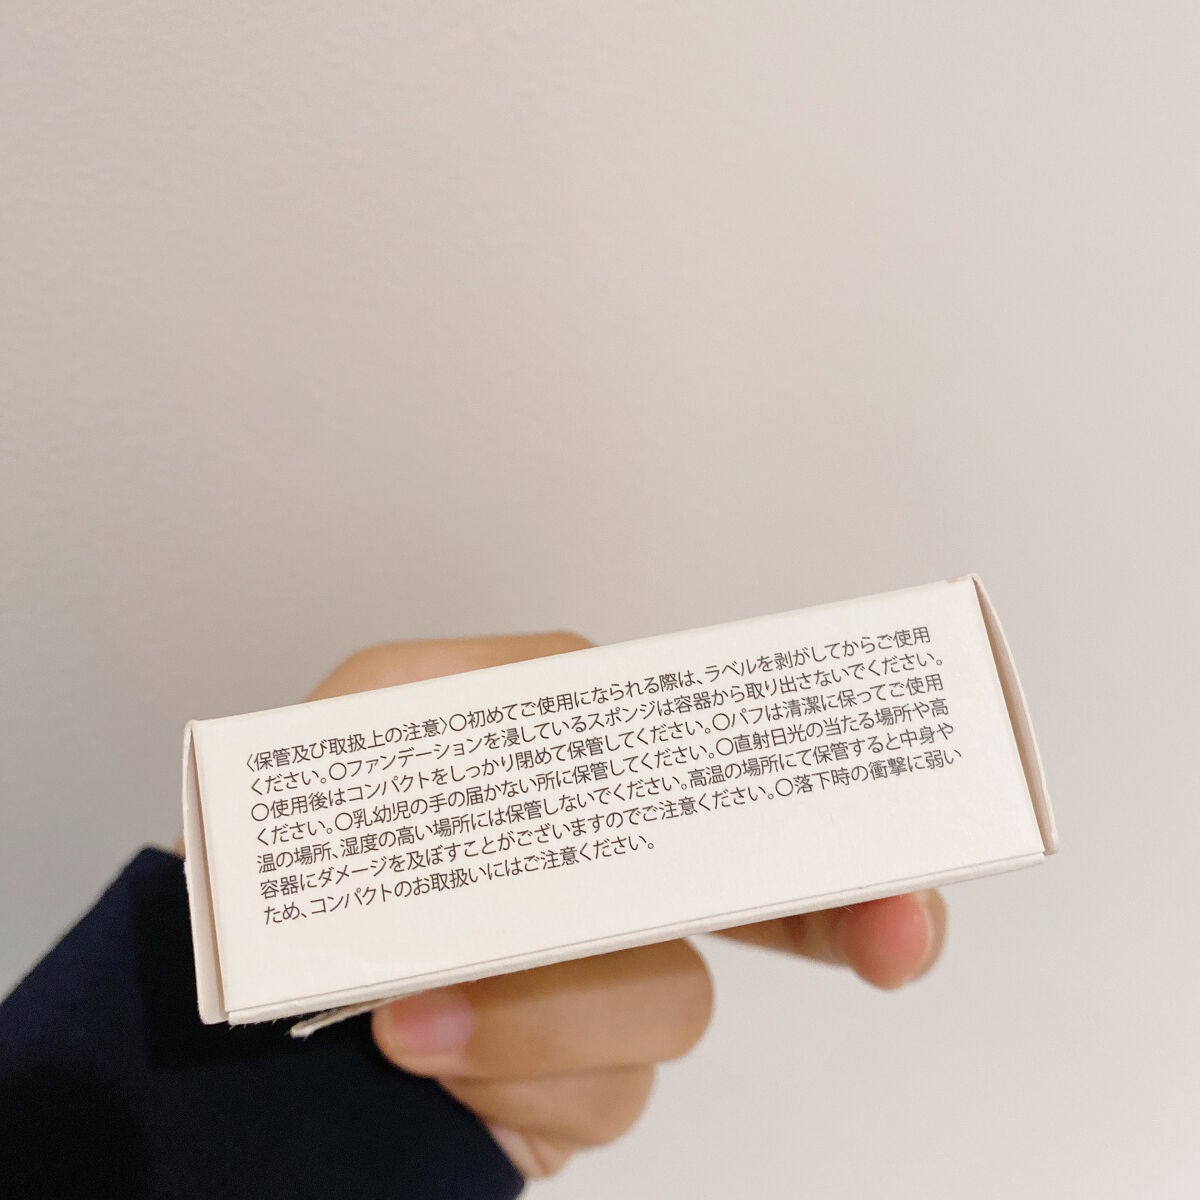 〈保管及び取扱上の注意〉〇初めてご使用になられる際は、ラベルを剥がしてからご使用
ください。〇ファンデーションを浸しているスポンジは容器から取り出さないでください。
〇使用後はコンパクトをしっかり閉めて保管してください。〇パフは清潔に保ってご使用
ください。〇乳幼児の手の届かない所に保管してください。〇直射日光の当たる場所や高
温の場所、湿度の高い場所には保管しないでください。高温の場所にて保管すると中身や
容器にダメージを及ぼすことがございますのでご注意ください。〇落下時の衝撃に弱い
ため、コンパクトのお取扱いにはご注意ください。